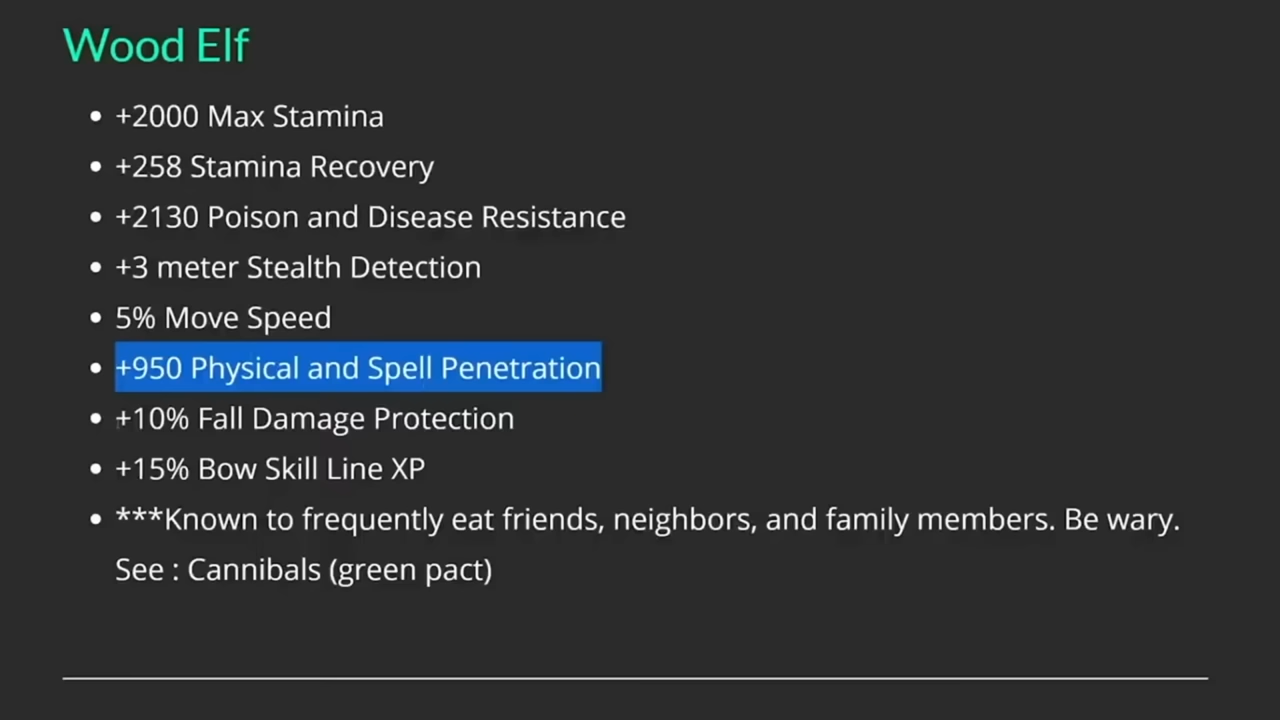 Wood Elf
+2000 Max Stamina
+258 Stamina Recovery
+2130 Poison and Disease Resistance
+3 meter Stealth Detection
5% Move Speed
+950 Physical and Spell Penetration
+10% Fall Damage Protection
+15% Bow Skill Line XP
***Known to frequently eat friends, neighbors, and family members. Be wary.
See : Cannibals (green pact)